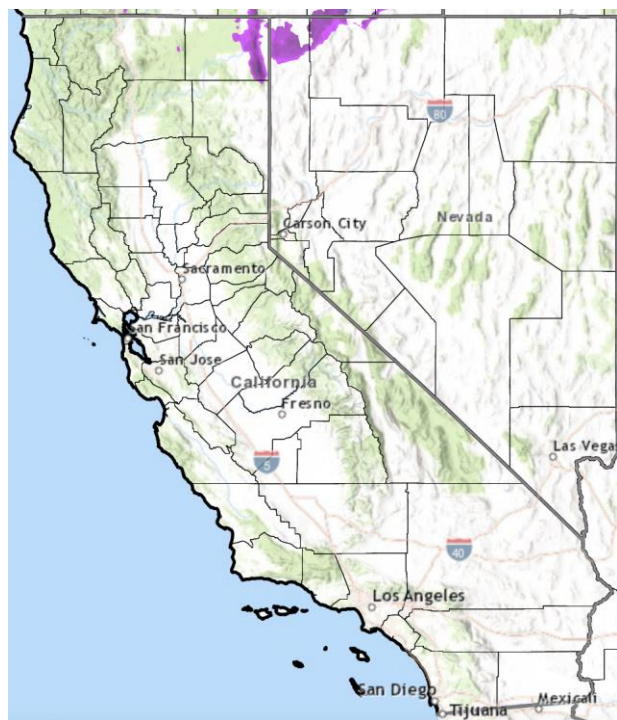 80
Carson City
Nevada
Sacramento
San Francisco
San Jose
California
Fresno
5
Las Vegas
40
Los Angeles
San Diego
Tijuana
Mexicali